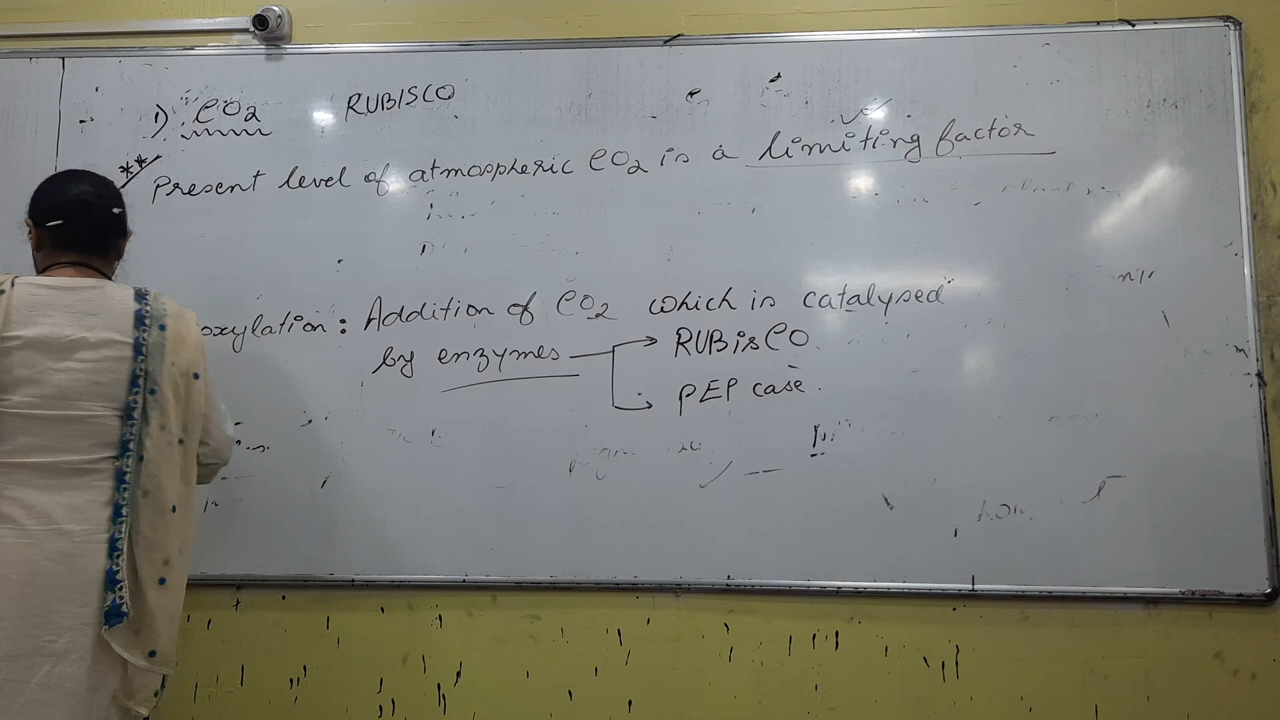 1) CO2 RUBISCO
** Present level of atmospheric CO2 is a limiting factor
oxylation: Addition of CO2 which is catalysed
by enzymes → RUBisCO.
→ PEP case.